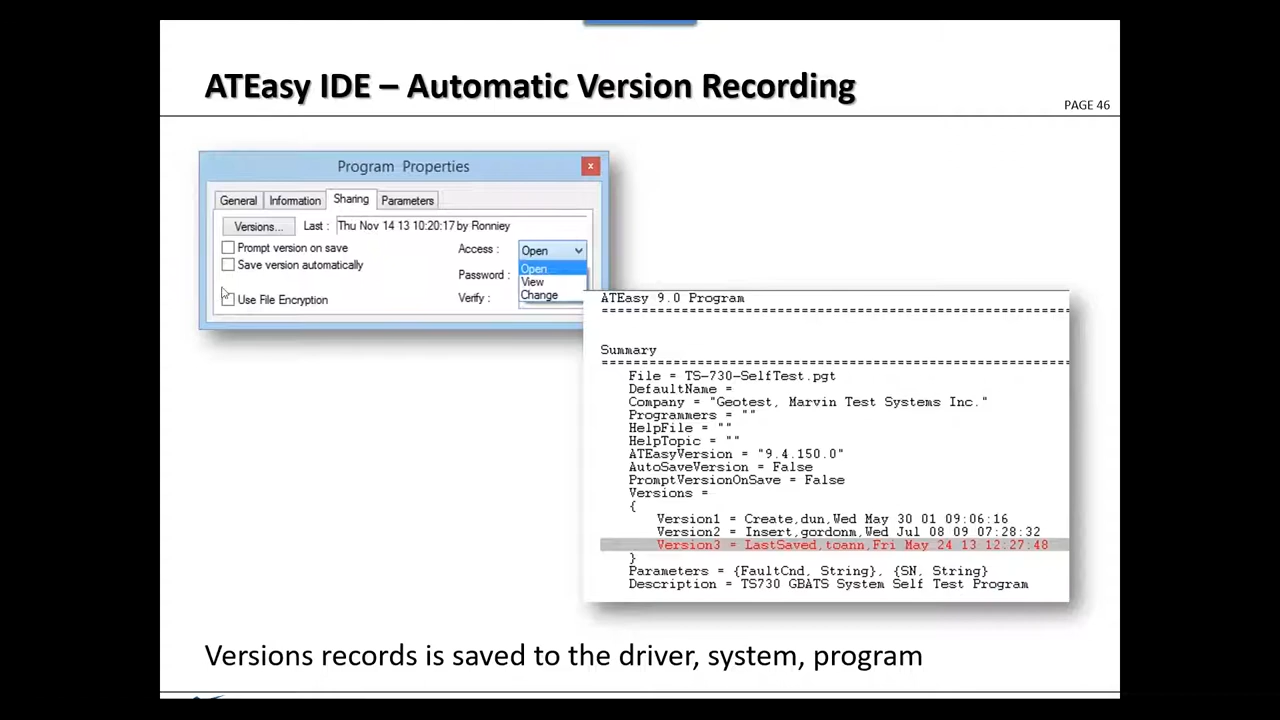 ATEasy IDE – Automatic Version Recording
PAGE 46
Program Properties
x
General Information Sharing Parameters
Versions... Last : Thu Nov 14 13 10:20:17 by Ronniey
Prompt version on save Access : Open
Save version automatically Open
Password : View
Use File Encryption Verify : Change
ATEasy 9.0 Program
Summary
File = TS-730-SelfTest.pgt
DefaultName =
Company = "Geotest, Marvin Test Systems Inc."
Programmers = ""
HelpFile = ""
HelpTopic = ""
ATEasyVersion = "9.4.150.0"
AutoSaveVersion = False
PromptVersionOnSave = False
Versions =
{
Version1 = Create,dun,Wed May 30 01 09:06:16
Version2 = Insert,gordonm,Wed Jul 08 09 07:28:32
Version3 = LastSaved,toann,Fri May 24 13 12:27:48
}
Parameters = {FaultCnd, String}, {SN, String}
Description = TS730 GBATS System Self Test Program
Versions records is saved to the driver, system, program